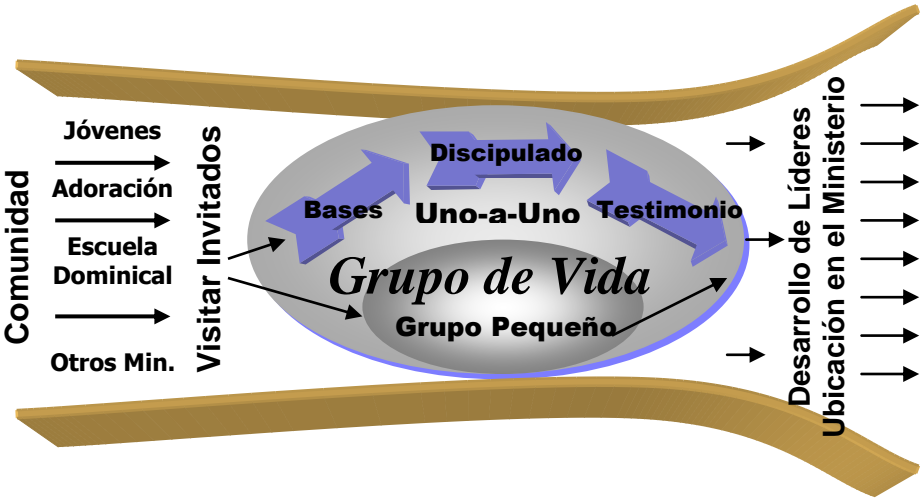 Comunidad
Jóvenes
Adoración
Escuela
Dominical
Otros Min.
Visitar Invitados
Bases
Discipulado
Testimonio
Uno-a-Uno
Grupo de Vida
Grupo Pequeño
Desarrollo de Líderes
Ubicación en el Ministerio